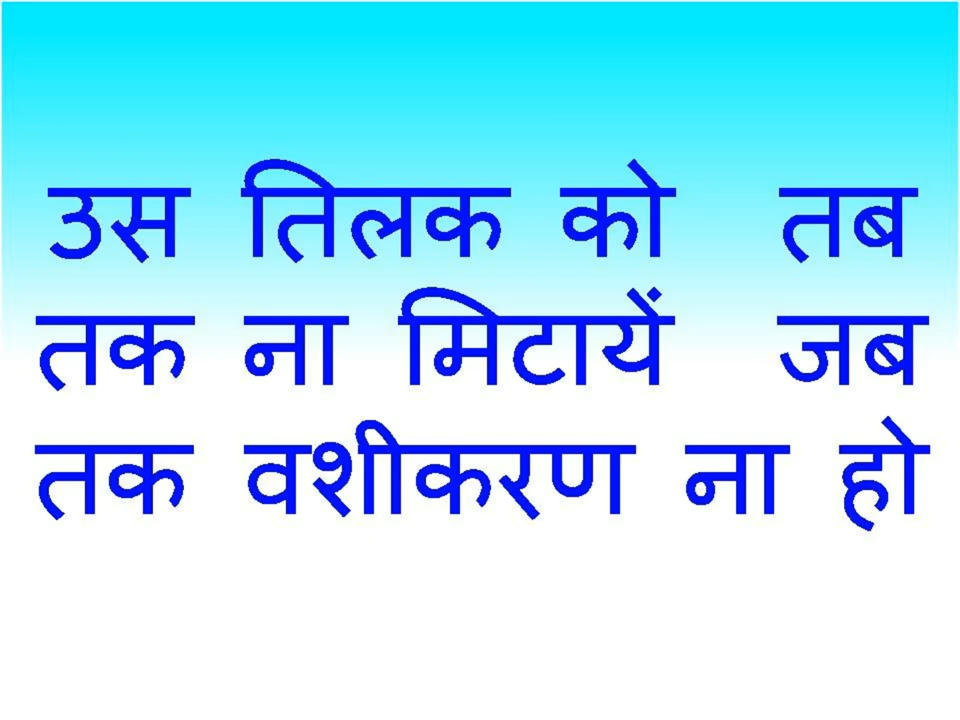 उस तिलक को तब
तक ना मिटायें जब
तक वशीकरण ना हो